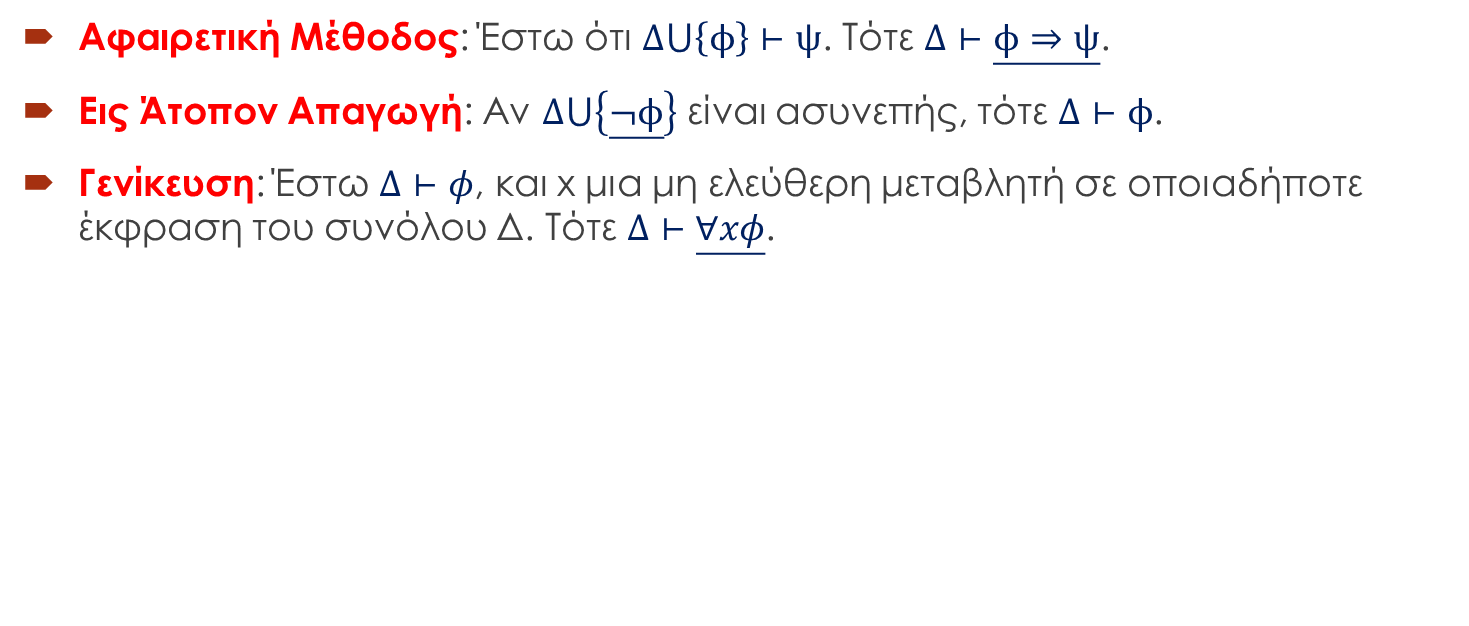 Αφαιρετική Μέθοδος: Έστω ότι Δ∪{φ} ⊢ ψ. Τότε Δ ⊢ φ ⇒ ψ.
Εις Άτοπον Απαγωγή: Αν Δ∪{¬φ} είναι ασυνεπής, τότε Δ ⊢ φ.
Γενίκευση: Έστω Δ ⊢ 𝜙, και x μια μη ελεύθερη μεταβλητή σε οποιαδήποτε
έκφραση του συνόλου Δ. Τότε Δ ⊢ ∀𝑥𝜙.